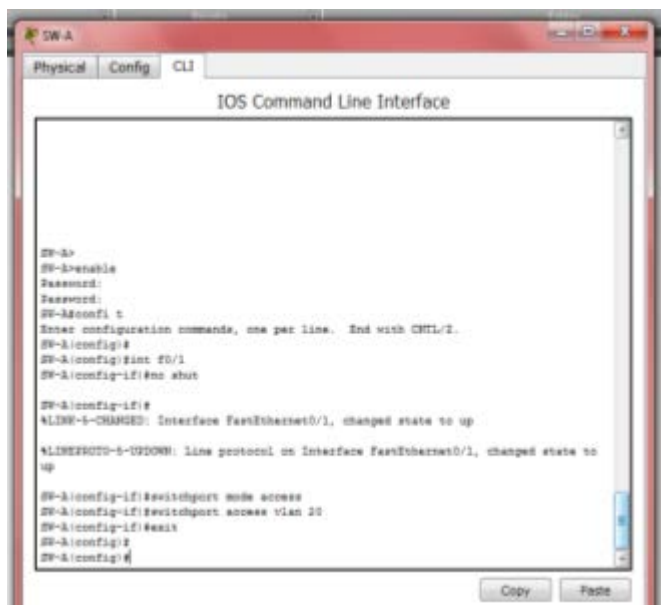 SW-A
Physical Config CLI
IOS Command Line Interface
SW-A>
SW-A>enable
Password:
Password:
SW-A#confi t
Enter configuration commands, one per line. End with CNTL/Z.
SW-A(config)#
SW-A(config)#int f0/1
SW-A(config-if)#no shut
SW-A(config-if)#
%LINK-5-CHANGED: Interface FastEthernet0/1, changed state to up
%LINEPROTO-5-UPDOWN: Line protocol on Interface FastEthernet0/1, changed state to
up
SW-A(config-if)#switchport mode access
SW-A(config-if)#switchport access vlan 20
SW-A(config-if)#exit
SW-A(config)#
SW-A(config)#
Copy Paste